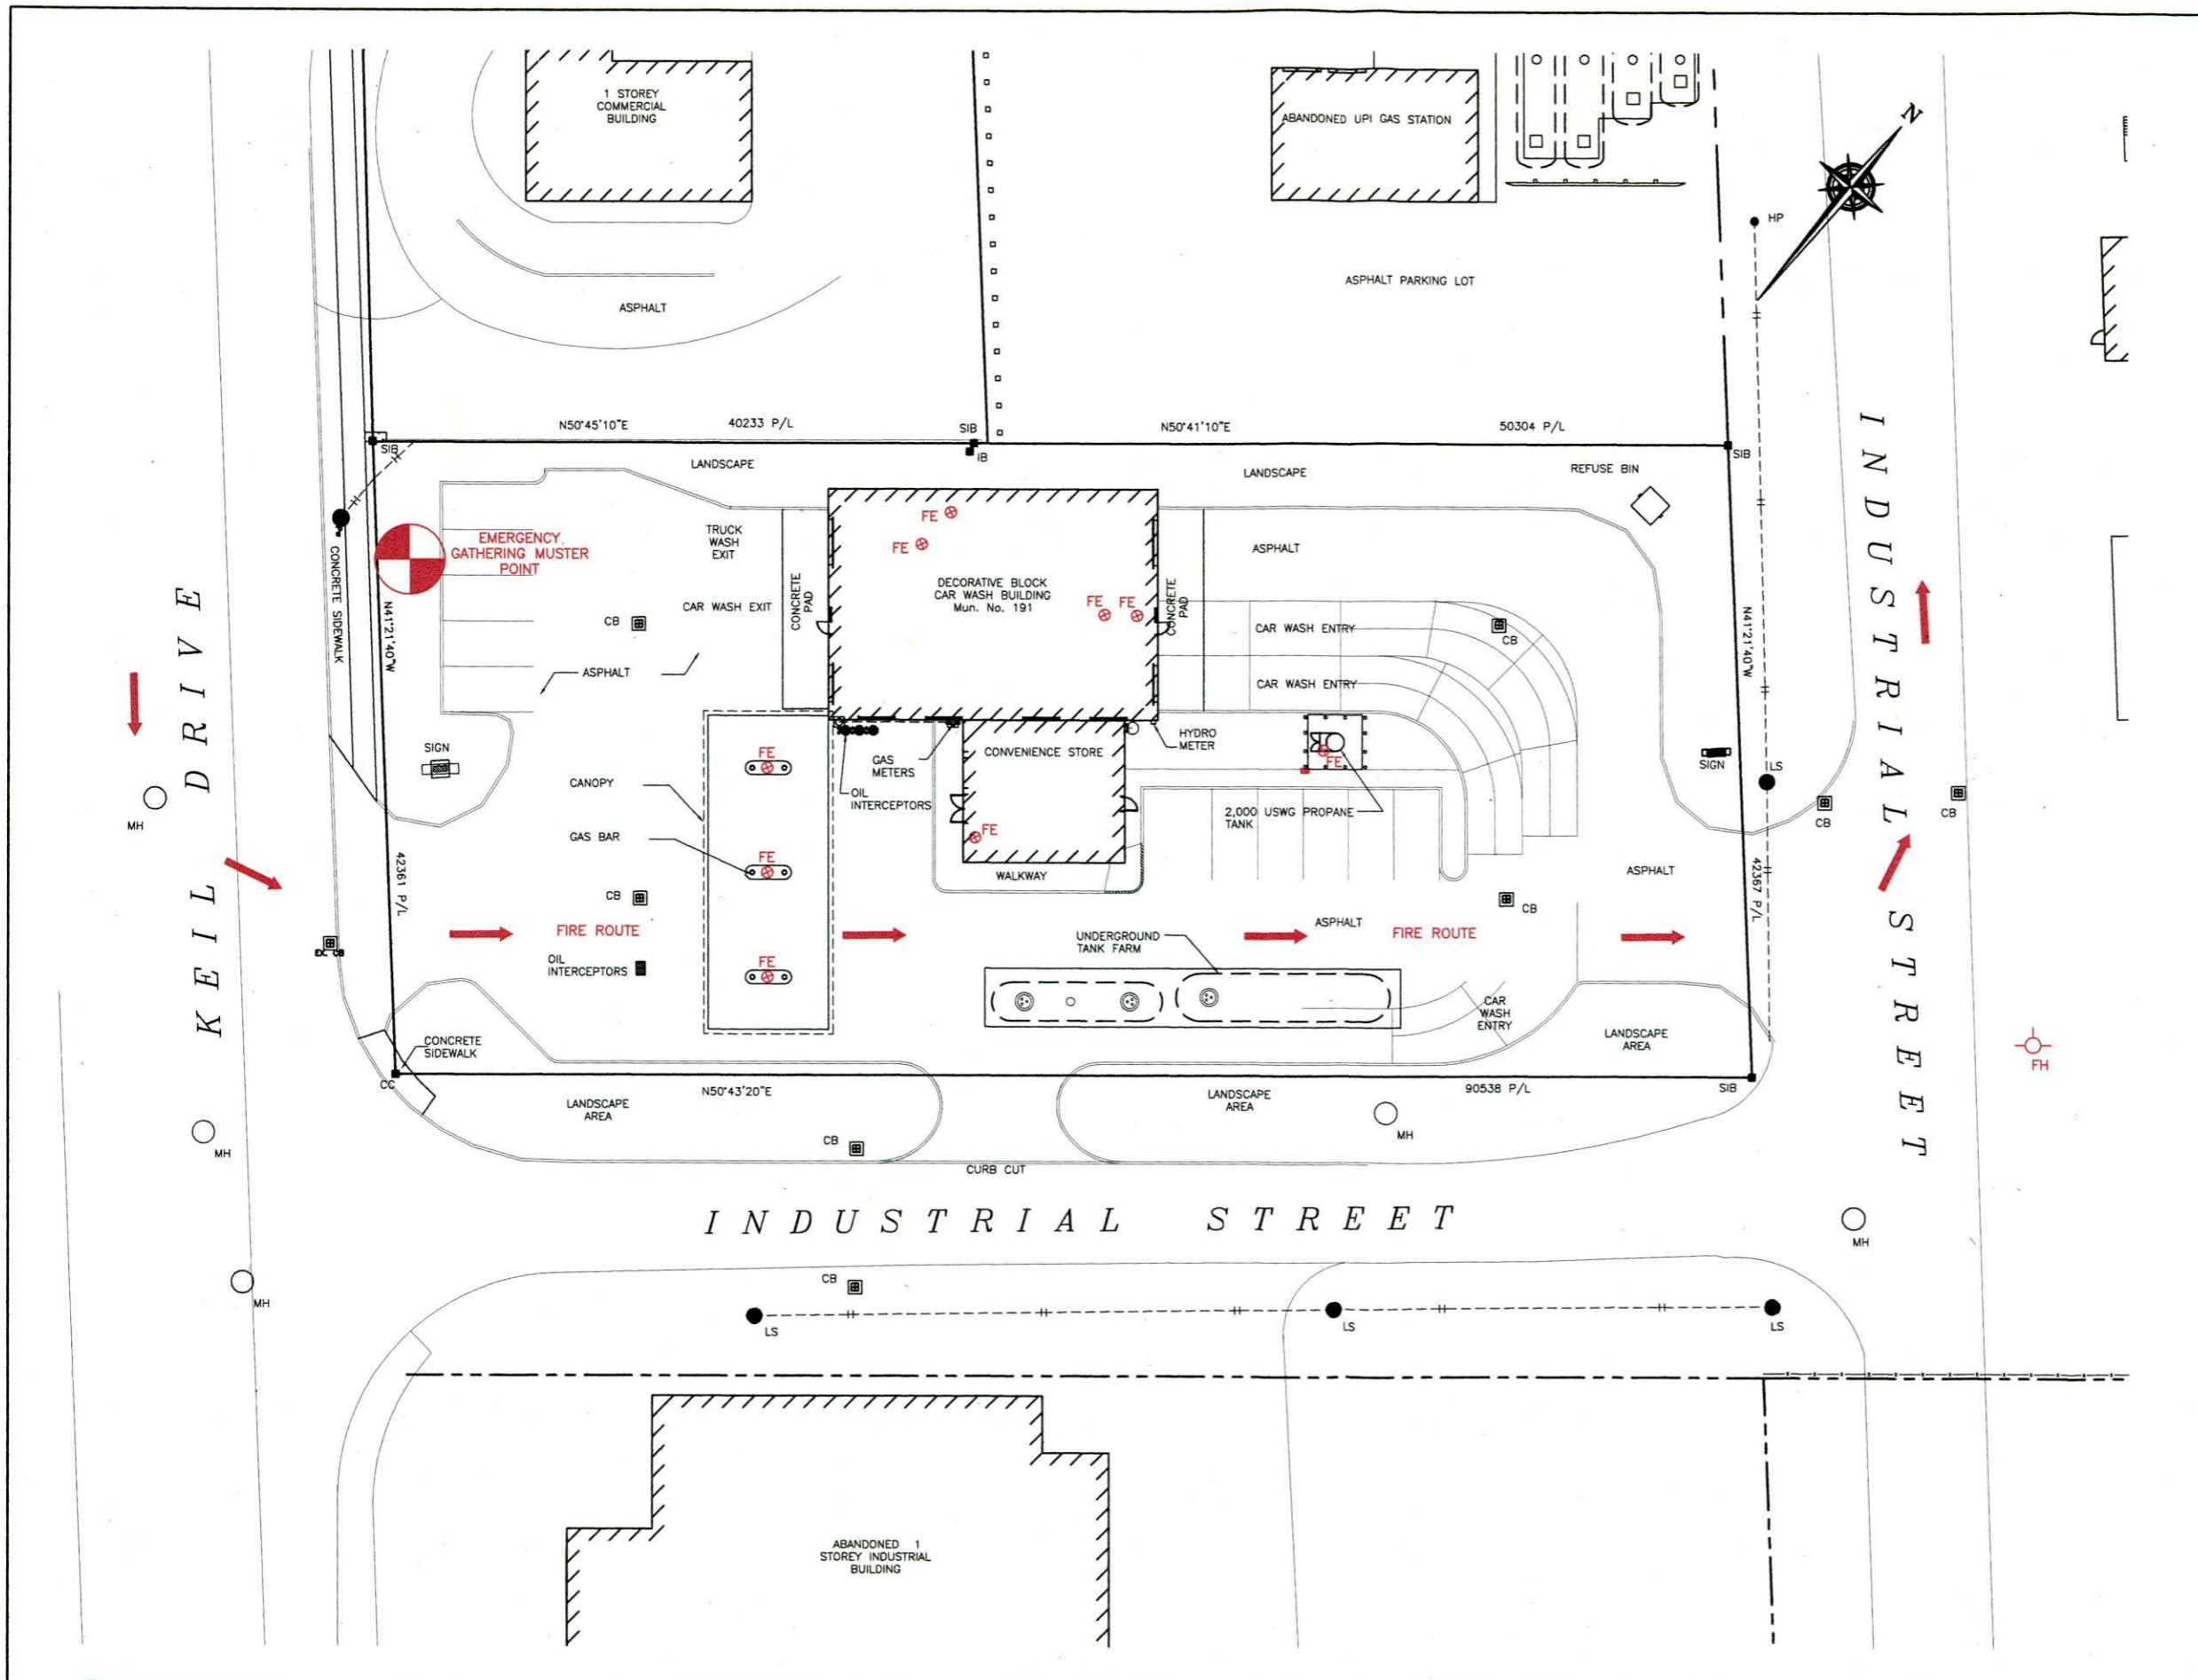 1 STOREY
COMMERCIAL
BUILDING
ABANDONED UPI GAS STATION
N
HP
ASPHALT PARKING LOT
ASPHALT
N50°45'10"E
40233 P/L
SIB
N50°41'10"E
50304 P/L
SIB
IB
SIB
LANDSCAPE
LANDSCAPE
REFUSE BIN
EMERGENCY
GATHERING MUSTER
POINT
TRUCK
WASH
EXIT
FE
FE
ASPHALT
CONCRETE SIDEWALK
N41°21'40"W
CAR WASH EXIT
CONCRETE
PAD
DECORATIVE BLOCK
CAR WASH BUILDING
Mun. No. 191
FE
FE
CONCRETE
PAD
CAR WASH ENTRY
CB
CB
N41°21'40"W
ASPHALT
CAR WASH ENTRY
KEIL DRIVE
INDUSTRIAL STREET
SIGN
FE
GAS
METERS
CONVENIENCE STORE
HYDRO
METER
FE
SIGN
LS
CANOPY
OIL
INTERCEPTORS
2,000 USWG PROPANE
TANK
CB
CB
MH
GAS BAR
FE
FE
42361 P/L
WALKWAY
ASPHALT
42367 P/L
CB
CB
FIRE ROUTE
ASPHALT
FIRE ROUTE
UNDERGROUND
TANK FARM
EX. CB
OIL
INTERCEPTORS
FE
CAR
WASH
ENTRY
LANDSCAPE
AREA
CONCRETE
SIDEWALK
FH
CC
N50°43'20"E
90538 P/L
SIB
LANDSCAPE
AREA
LANDSCAPE
AREA
MH
MH
CB
CURB CUT
INDUSTRIAL STREET
MH
CB
MH
LS
LS
LS
ABANDONED 1
STOREY INDUSTRIAL
BUILDING